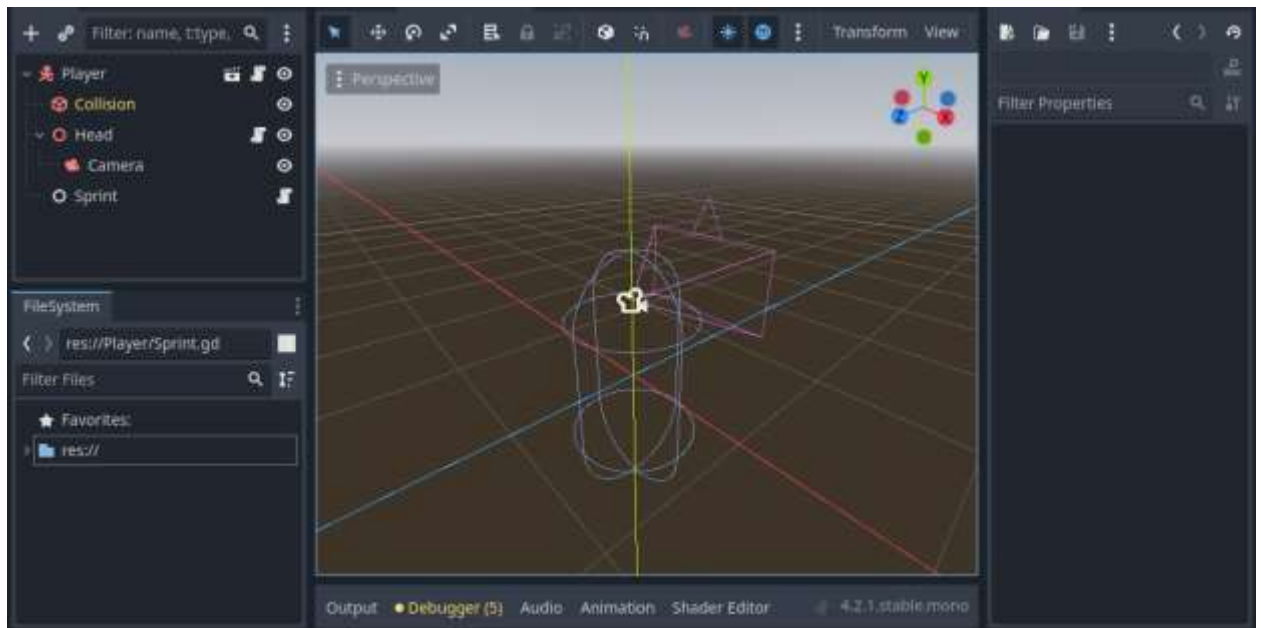 Filter: name, t:type,
Transform View
Player
Collision
Head
Camera
Sprint
Perspective
Y
Z
X
Filter Properties
FileSystem
res://Player/Sprint.gd
Filter Files
Favorites:
res://
Output Debugger (5) Audio Animation Shader Editor 4.2.1.stable.mono